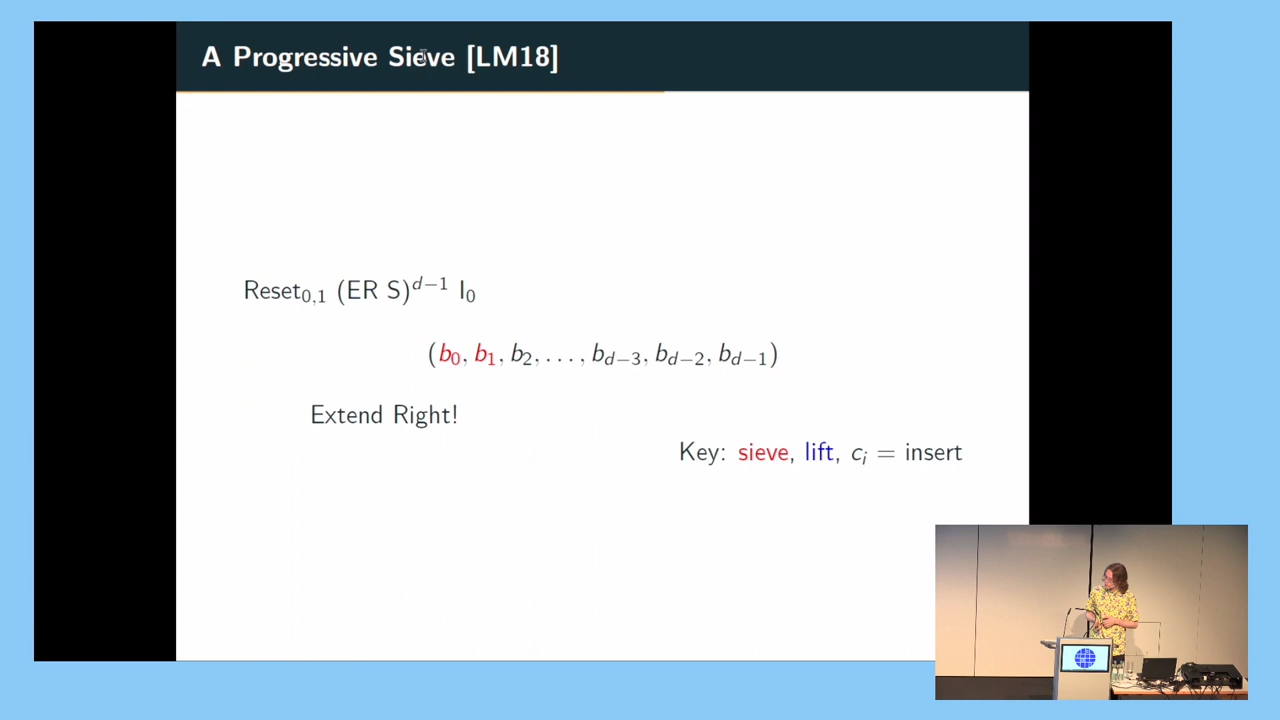 A Progressive Sieve [LM18]
Reset₀,₁ (ER S)ᵈ⁻¹ I₀
(b₀, b₁, b₂, . . . , b_{d−3}, b_{d−2}, b_{d−1})
Extend Right!
Key: sieve, lift, cᵢ = insert